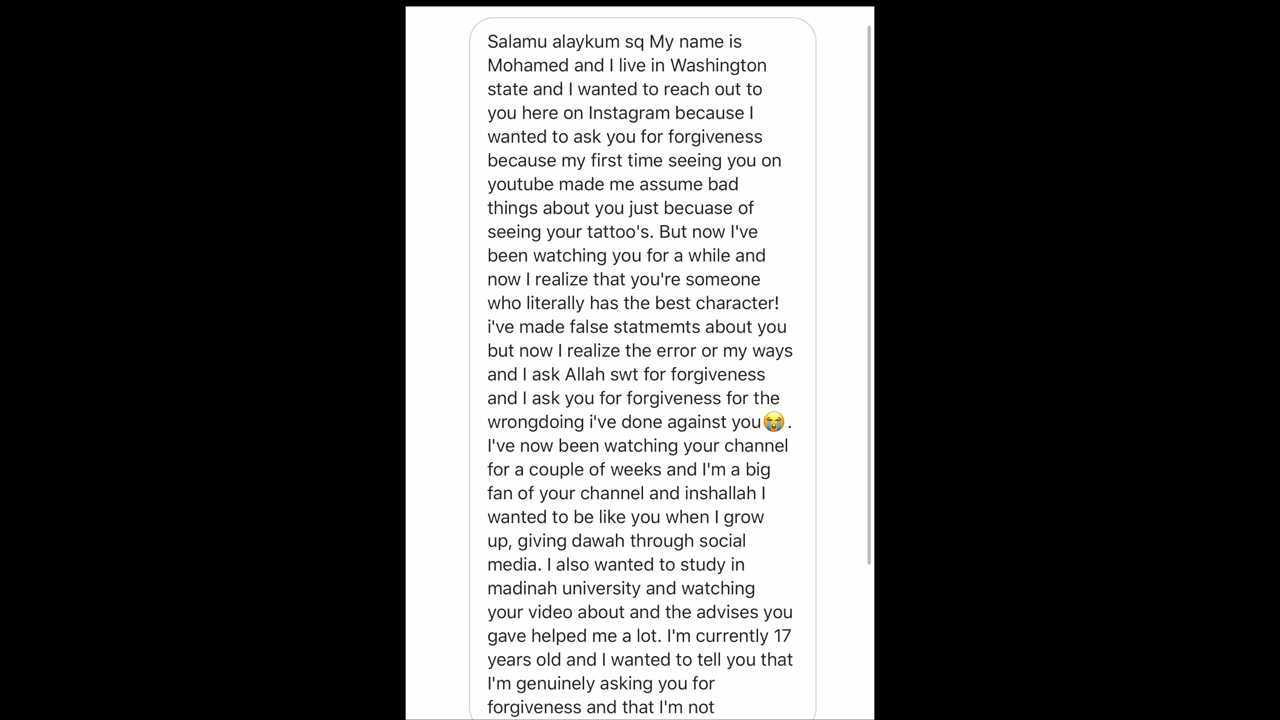 Salamu alaykum sq My name is
Mohamed and I live in Washington
state and I wanted to reach out to
you here on Instagram because I
wanted to ask you for forgiveness
because my first time seeing you on
youtube made me assume bad
things about you just becuase of
seeing your tattoo's. But now I've
been watching you for a while and
now I realize that you're someone
who literally has the best character!
i've made false statmemts about you
but now I realize the error or my ways
and I ask Allah swt for forgiveness
and I ask you for forgiveness for the
wrongdoing i've done against you😭.
I've now been watching your channel
for a couple of weeks and I'm a big
fan of your channel and inshallah I
wanted to be like you when I grow
up, giving dawah through social
media. I also wanted to study in
madinah university and watching
your video about and the advises you
gave helped me a lot. I'm currently 17
years old and I wanted to tell you that
I'm genuinely asking you for
forgiveness and that I'm not